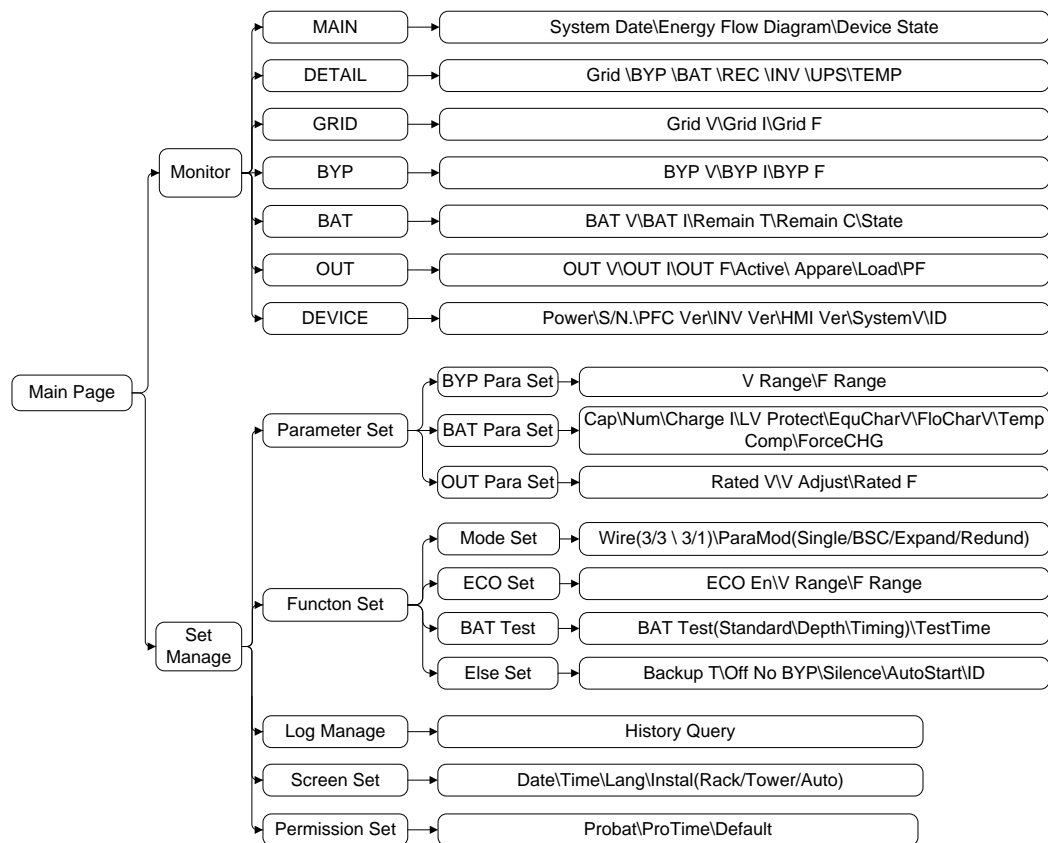 Main Page
Monitor
MAIN
System Date\Energy Flow Diagram\Device State
DETAIL
Grid \BYP \BAT \REC \INV \UPS\TEMP
GRID
Grid V\Grid I\Grid F
BYP
BYP V\BYP I\BYP F
BAT
BAT V\BAT I\Remain T\Remain C\State
OUT
OUT V\OUT I\OUT F\Active\ Appare\Load\PF
DEVICE
Power\S/N.\PFC Ver\INV Ver\HMI Ver\SystemV\ID
Set
Manage
Parameter Set
BYP Para Set
V Range\F Range
BAT Para Set
Cap\Num\Charge I\LV Protect\EquCharV\FloCharV\Temp
Comp\ForceCHG
OUT Para Set
Rated V\V Adjust\Rated F
Functon Set
Mode Set
Wire(3/3 \ 3/1)\ParaMod(Single/BSC/Expand/Redund)
ECO Set
ECO En\V Range\F Range
BAT Test
BAT Test(Standard\Depth\Timing)\TestTime
Else Set
Backup T\Off No BYP\Silence\AutoStart\ID
Log Manage
History Query
Screen Set
Date\Time\Lang\Instal(Rack/Tower/Auto)
Permission Set
Probat\ProTime\Default